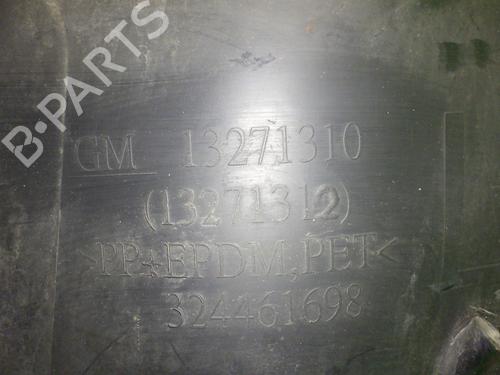 B-PARTS
GM 13271310
(13271312)
>PP+EPDM,PET<
324461698